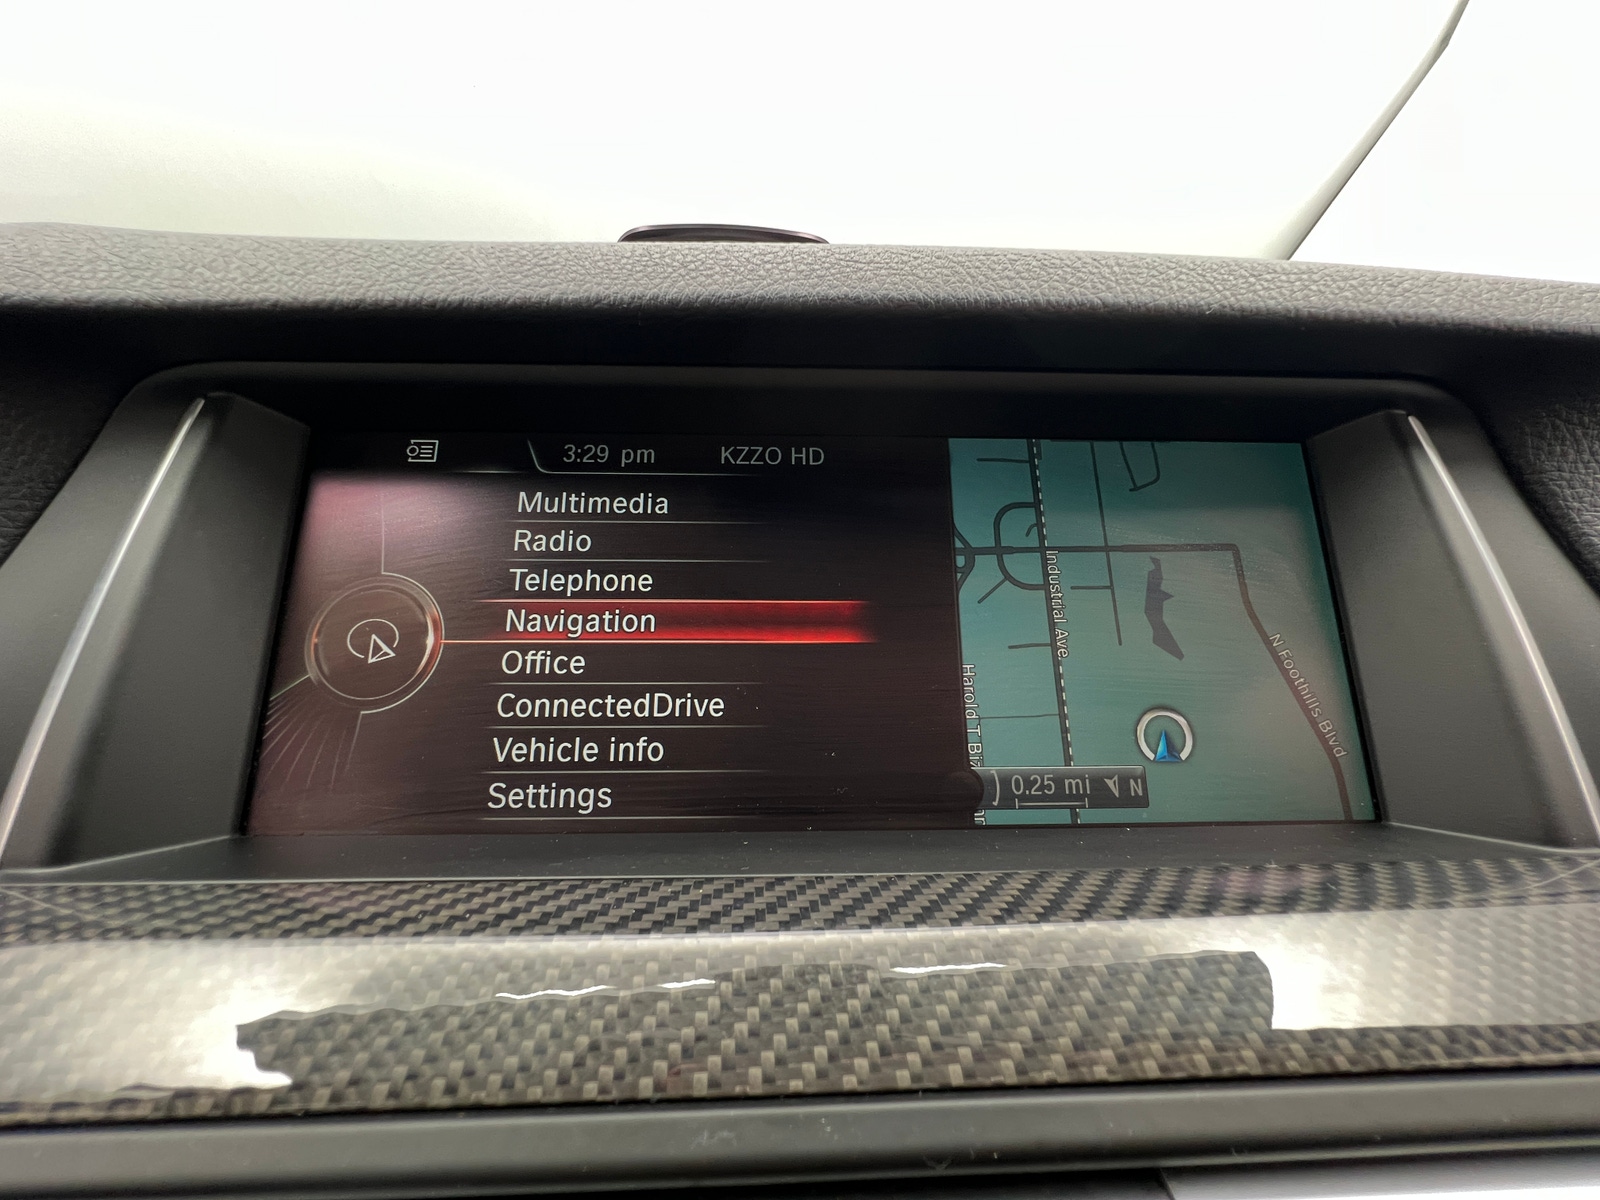 3:29 pm KZZO HD
Multimedia
Radio
Telephone
Navigation
Office
ConnectedDrive
Vehicle info
Settings
Industrial Ave.
Harold T
N Foothills Blvd
0.25 mi N